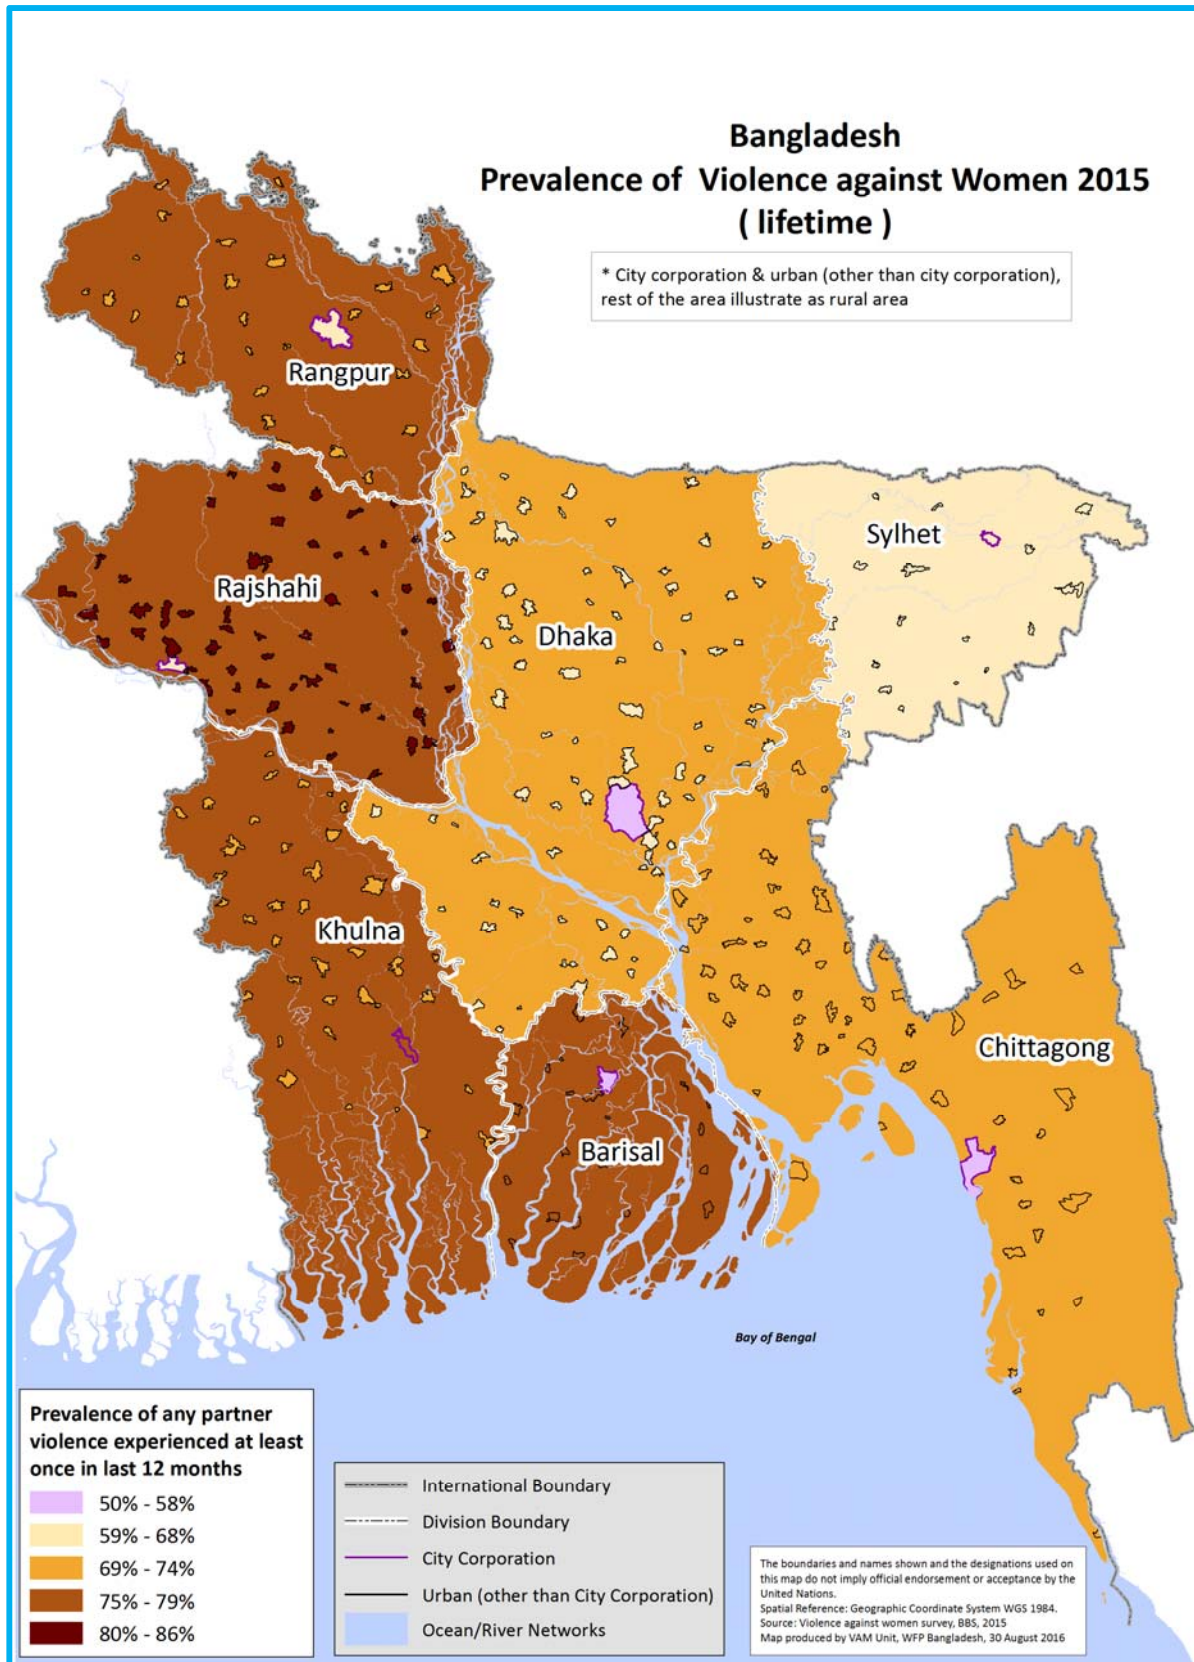 Bangladesh
Prevalence of  Violence against Women 2015
( lifetime )
* City corporation & urban (other than city corporation),
rest of the area illustrate as rural area
Rangpur
Sylhet
Rajshahi
Dhaka
Khulna
Chittagong
Barisal
Bay of Bengal
Prevalence of any partner
violence experienced at least
once in last 12 months
50% - 58%
59% - 68%
69% - 74%
75% - 79%
80% - 86%
International Boundary
Division Boundary
City Corporation
Urban (other than City Corporation)
Ocean/River Networks
The boundaries and names shown and the designations used on
this map do not imply official endorsement or acceptance by the
United Nations.
Spatial Reference: Geographic Coordinate System WGS 1984.
Source: Violence against women survey, BBS, 2015
Map produced by VAM Unit, WFP Bangladesh, 30 August 2016